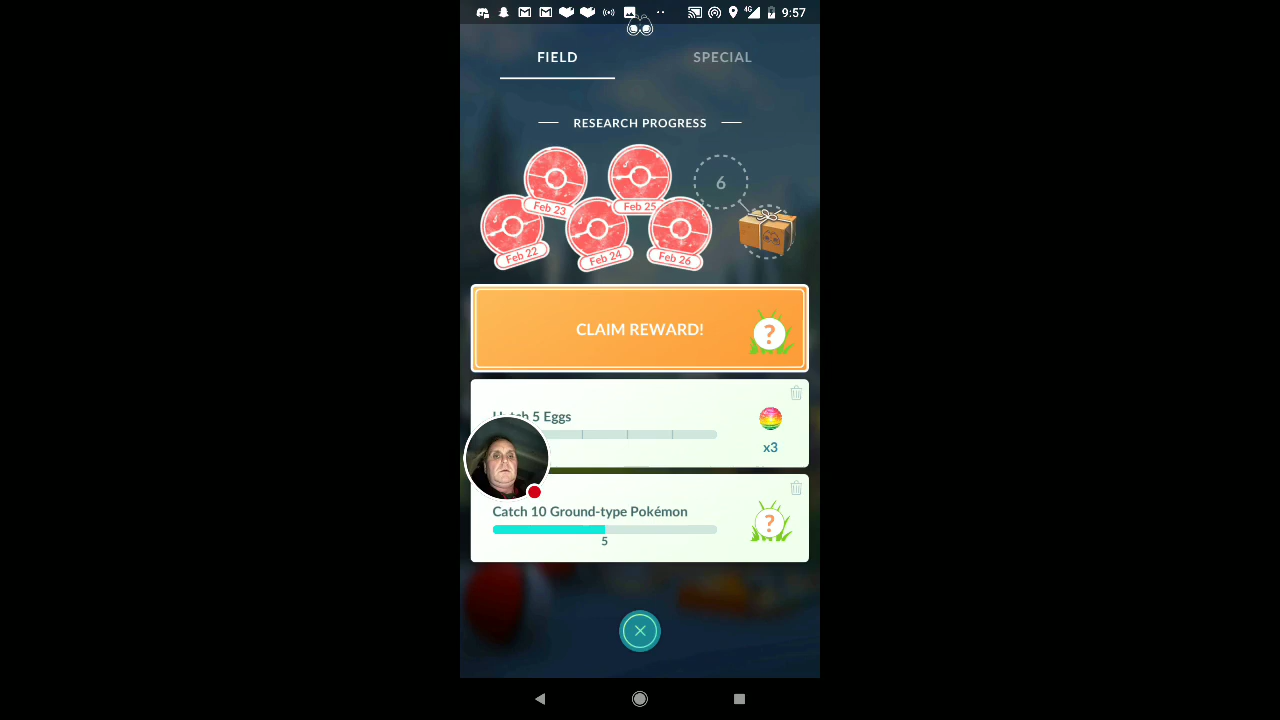 4G 9:57
FIELD SPECIAL
RESEARCH PROGRESS
6
Feb 23 Feb 25
Feb 22 Feb 24 Feb 26
CLAIM REWARD!
?
5 Eggs
x3
Catch 10 Ground-type Pokémon
?
5